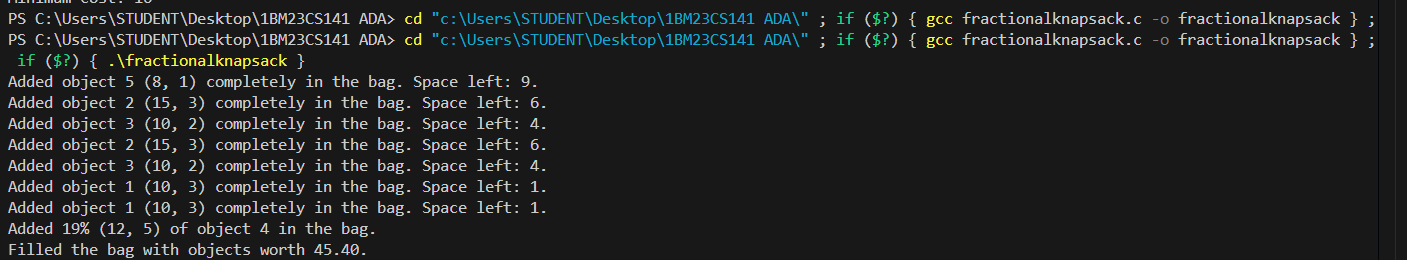 Minimum Cost: 16
PS C:\Users\STUDENT\Desktop\1BM23CS141 ADA> cd "c:\Users\STUDENT\Desktop\1BM23CS141 ADA\" ; if ($?) { gcc fractionalknapsack.c -o fractionalknapsack } ;
PS C:\Users\STUDENT\Desktop\1BM23CS141 ADA> cd "c:\Users\STUDENT\Desktop\1BM23CS141 ADA\" ; if ($?) { gcc fractionalknapsack.c -o fractionalknapsack } ;
if ($?) { .\fractionalknapsack }
Added object 5 (8, 1) completely in the bag. Space left: 9.
Added object 2 (15, 3) completely in the bag. Space left: 6.
Added object 3 (10, 2) completely in the bag. Space left: 4.
Added object 2 (15, 3) completely in the bag. Space left: 6.
Added object 3 (10, 2) completely in the bag. Space left: 4.
Added object 1 (10, 3) completely in the bag. Space left: 1.
Added object 1 (10, 3) completely in the bag. Space left: 1.
Added 19% (12, 5) of object 4 in the bag.
Filled the bag with objects worth 45.40.